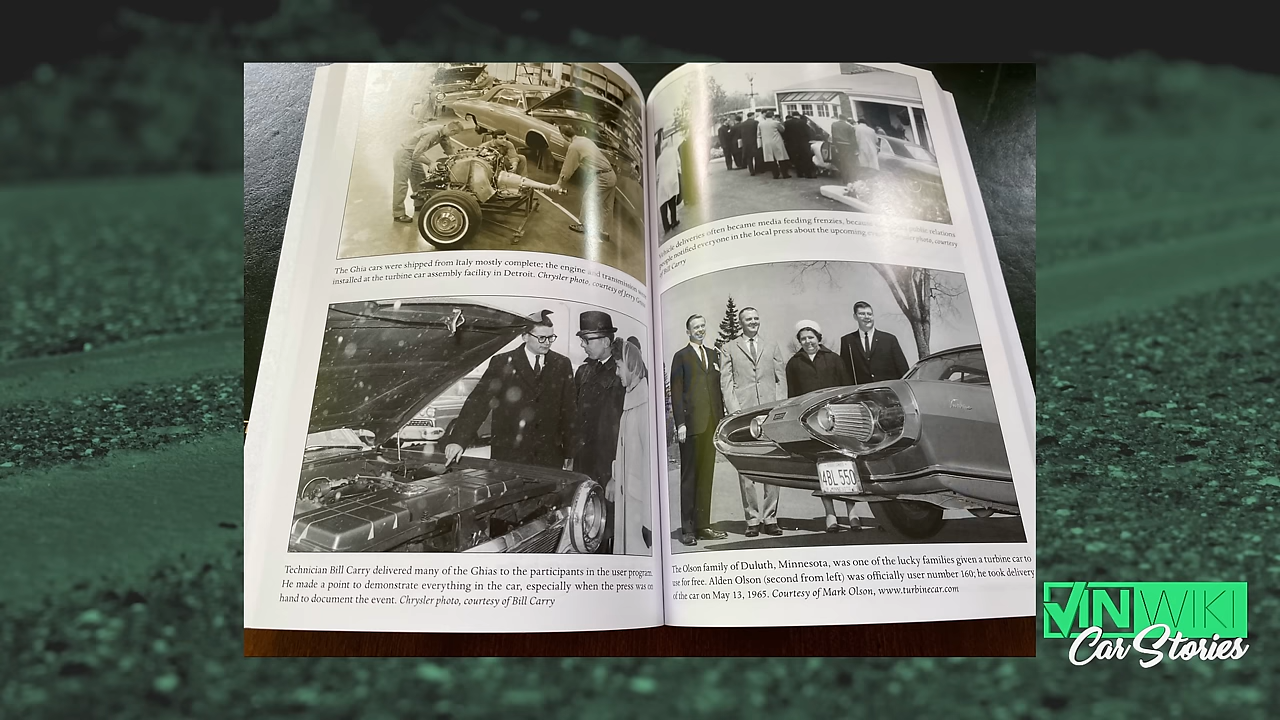 The Ghia cars were shipped from Italy mostly complete; the engine and transmission were
installed at the turbine car assembly facility in Detroit. Chrysler photo, courtesy of Jerry
Technician Bill Carry delivered many of the Ghias to the participants in the user program.
He made a point to demonstrate everything in the car, especially when the press was on
hand to document the event. Chrysler photo, courtesy of Bill Carry
Vehicle deliveries often became media feeding frenzies, because public relations
people notified everyone in the local press about the upcoming photo, courtesy
of Bill Carry
4BL 550
The Olson family of Duluth, Minnesota, was one of the lucky families given a turbine car to
use for free. Alden Olson (second from left) was officially user number 160; he took delivery
of the car on May 13, 1965. Courtesy of Mark Olson, www.turbinecar.com
VINWIKI
Car Stories